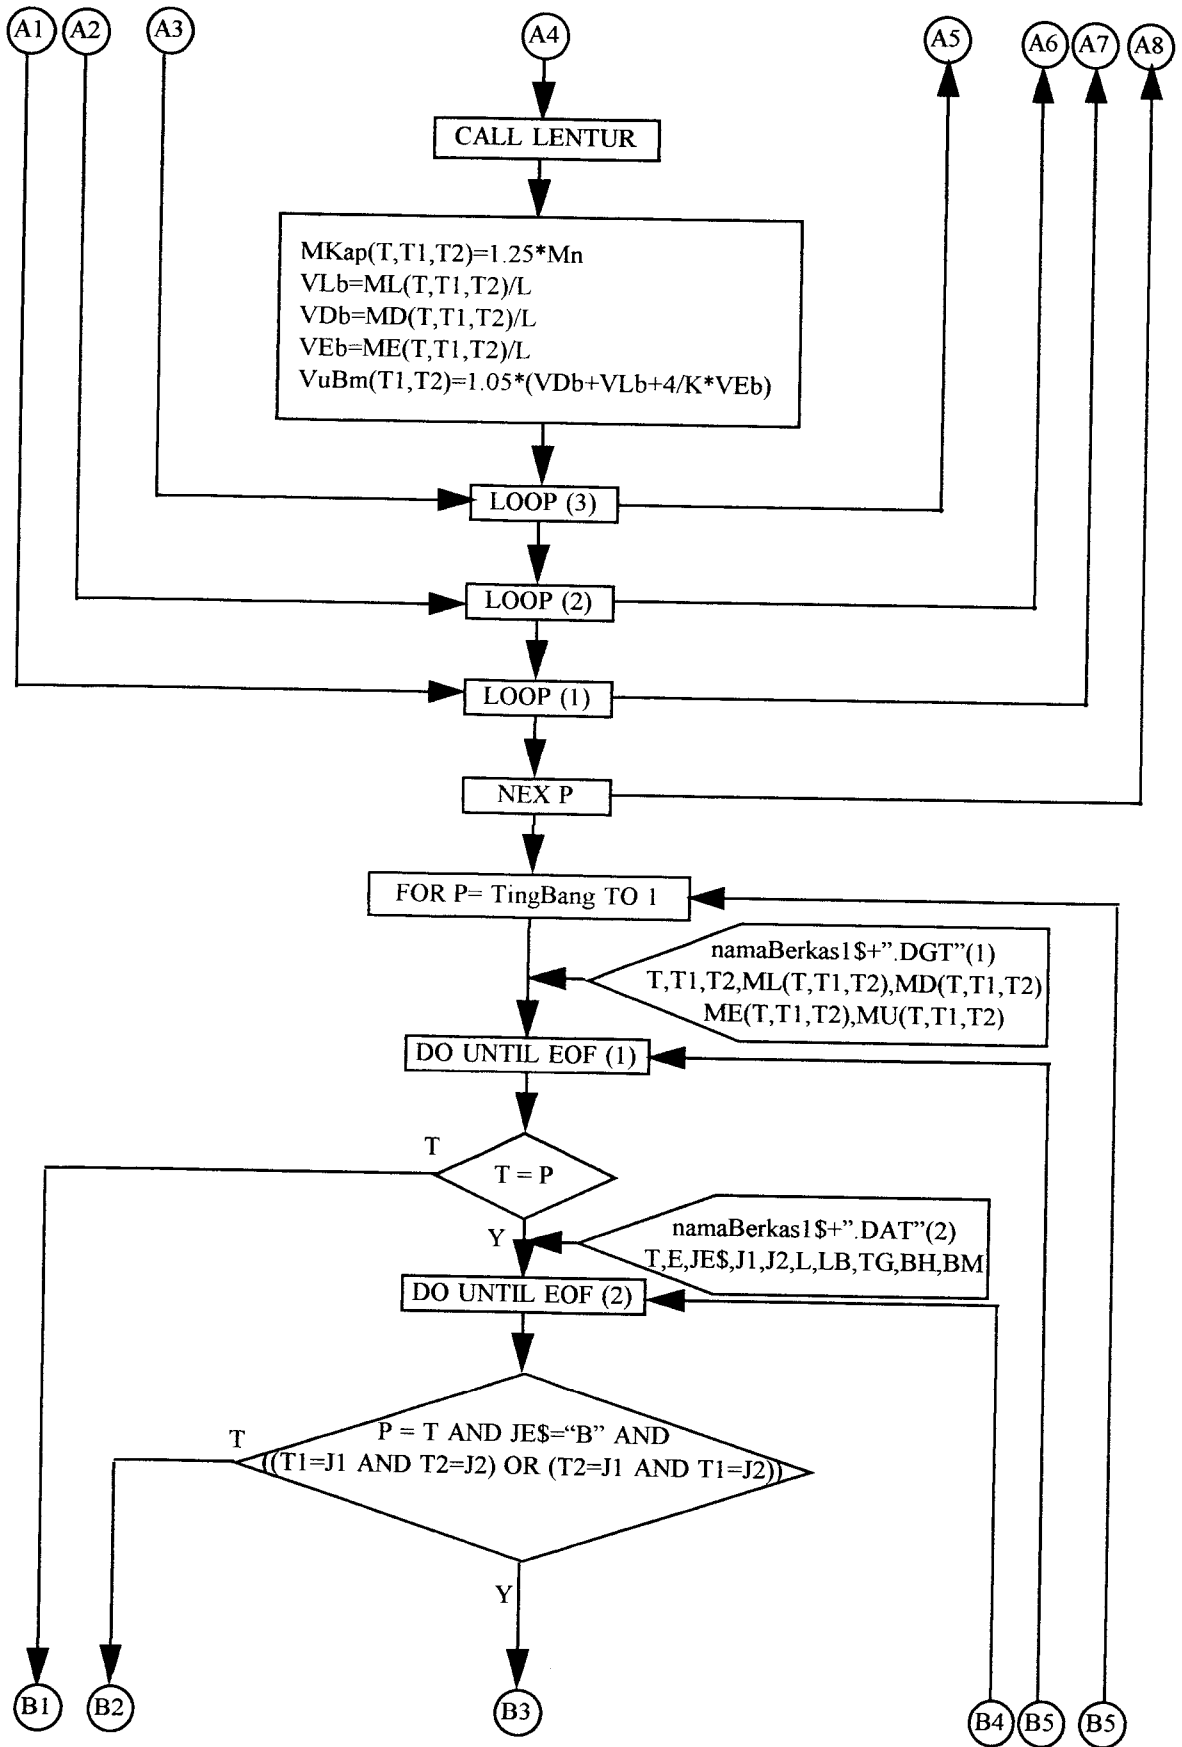 A1 A2 A3 A4 A5 A6 A7 A8
CALL LENTUR
MKap(T,T1,T2)=1.25*Mn
VLb=ML(T,T1,T2)/L
VDb=MD(T,T1,T2)/L
VEb=ME(T,T1,T2)/L
VuBm(T1,T2)=1.05*(VDb+VLb+4/K*VEb)
LOOP (3)
LOOP (2)
LOOP (1)
NEX P
FOR P= TingBang TO 1
namaBerkas1$+".DGT"(1)
T,T1,T2,ML(T,T1,T2),MD(T,T1,T2)
ME(T,T1,T2),MU(T,T1,T2)
DO UNTIL EOF (1)
T
T = P
Y
namaBerkas1$+".DAT"(2)
T,E,JE$,J1,J2,L,LB,TG,BH,BM
DO UNTIL EOF (2)
T
P = T AND JE$=“B” AND
((T1=J1 AND T2=J2) OR (T2=J1 AND T1=J2))
Y
B1 B2 B3 B4 B5 B5